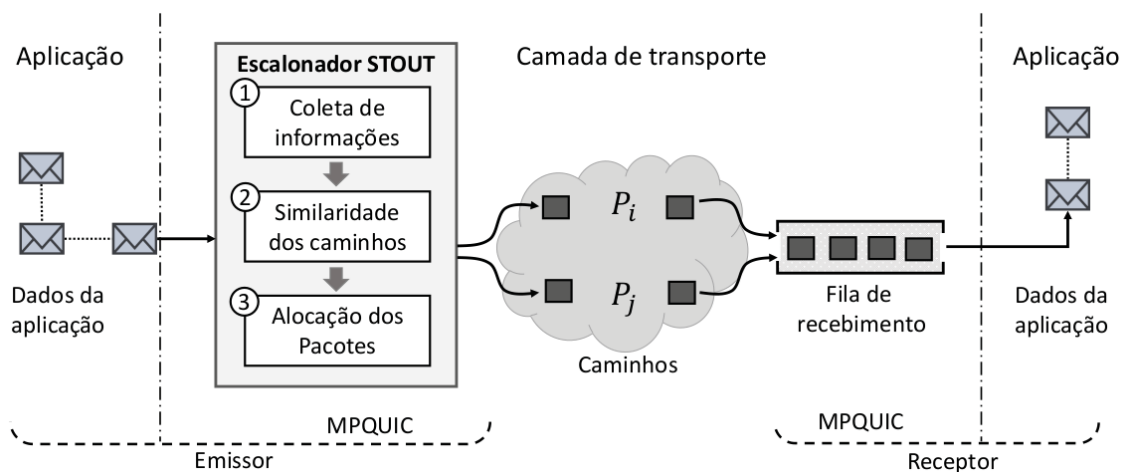 Aplicação
Escalonador STOUT
Camada de transporte
Aplicação
1
Coleta de
informações
2
Similaridade
dos caminhos
3
Alocação dos
Pacotes
Dados da
aplicação
P_i
P_j
Caminhos
Fila de
recebimento
Dados da
aplicação
MPQUIC
MPQUIC
Emissor
Receptor